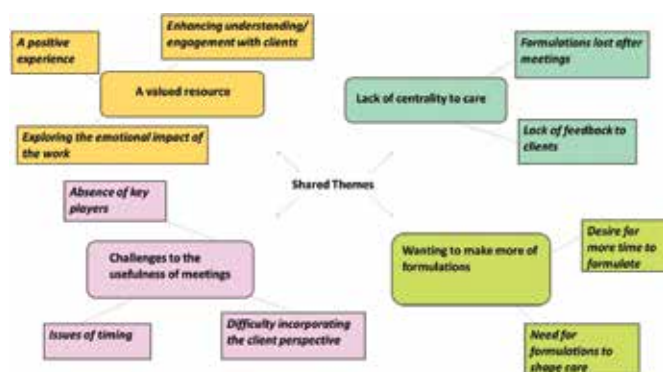 A positive
experience
Enhancing understanding/
engagement with clients
A valued resource
Exploring the emotional impact of
the work
Formulations lost after
meetings
Lack of centrality to care
Lack of feedback to
clients
Shared Themes
Absence of key
players
Challenges to the
usefulness of meetings
Issues of timing
Difficulty incorporating
the client perspective
Wanting to make more of
formulations
Desire for
more time to
formulate
Need for
formulations to
shape care